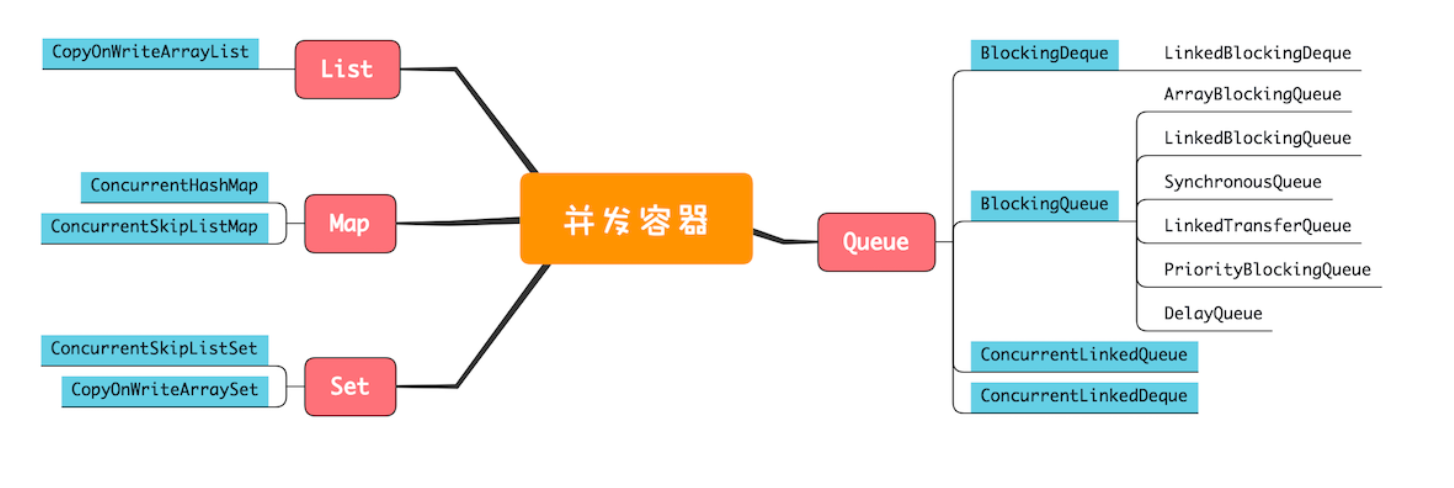 CopyOnWriteArrayList
List
ConcurrentHashMap
ConcurrentSkipListMap
Map
ConcurrentSkipListSet
CopyOnWriteArraySet
Set
并发容器
Queue
BlockingDeque
LinkedBlockingDeque
BlockingQueue
ArrayBlockingQueue
LinkedBlockingQueue
SynchronousQueue
LinkedTransferQueue
PriorityBlockingQueue
DelayQueue
ConcurrentLinkedQueue
ConcurrentLinkedDeque